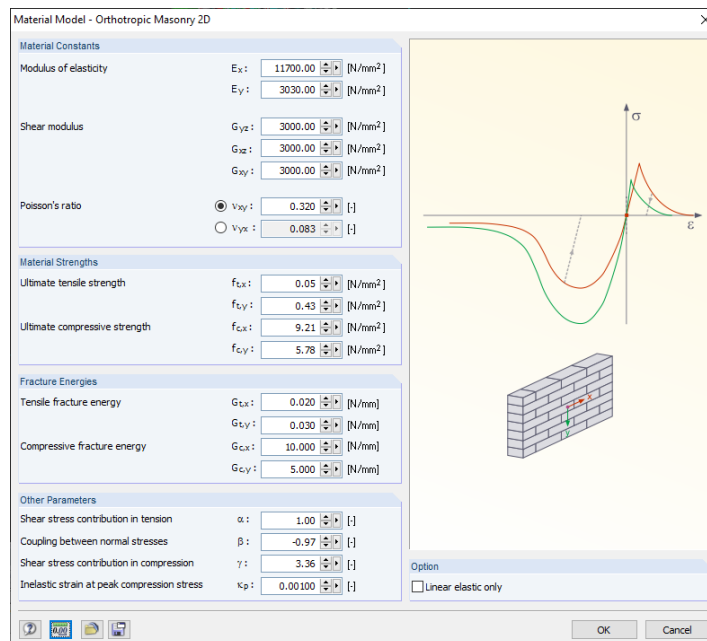 Material Model - Orthotropic Masonry 2D
Material Constants
Modulus of elasticity Ex: 11700.00 [N/mm²]
Ey: 3030.00 [N/mm²]
Shear modulus Gyz: 3000.00 [N/mm²]
Gxz: 3000.00 [N/mm²]
Gxy: 3000.00 [N/mm²]
Poisson's ratio νxy: 0.320 [-]
νyx: 0.083 [-]
Material Strengths
Ultimate tensile strength ft,x: 0.05 [N/mm²]
ft,y: 0.43 [N/mm²]
Ultimate compressive strength fc,x: 9.21 [N/mm²]
fc,y: 5.78 [N/mm²]
Fracture Energies
Tensile fracture energy Gt,x: 0.020 [N/mm]
Gt,y: 0.030 [N/mm]
Compressive fracture energy Gc,x: 10.000 [N/mm]
Gc,y: 5.000 [N/mm]
Other Parameters
Shear stress contribution in tension α: 1.00 [-]
Coupling between normal stresses β: -0.97 [-]
Shear stress contribution in compression γ: 3.36 [-]
Inelastic strain at peak compression stress κp: 0.00100 [-]
σ
ε
x
y
Option
Linear elastic only
0.00
OK Cancel